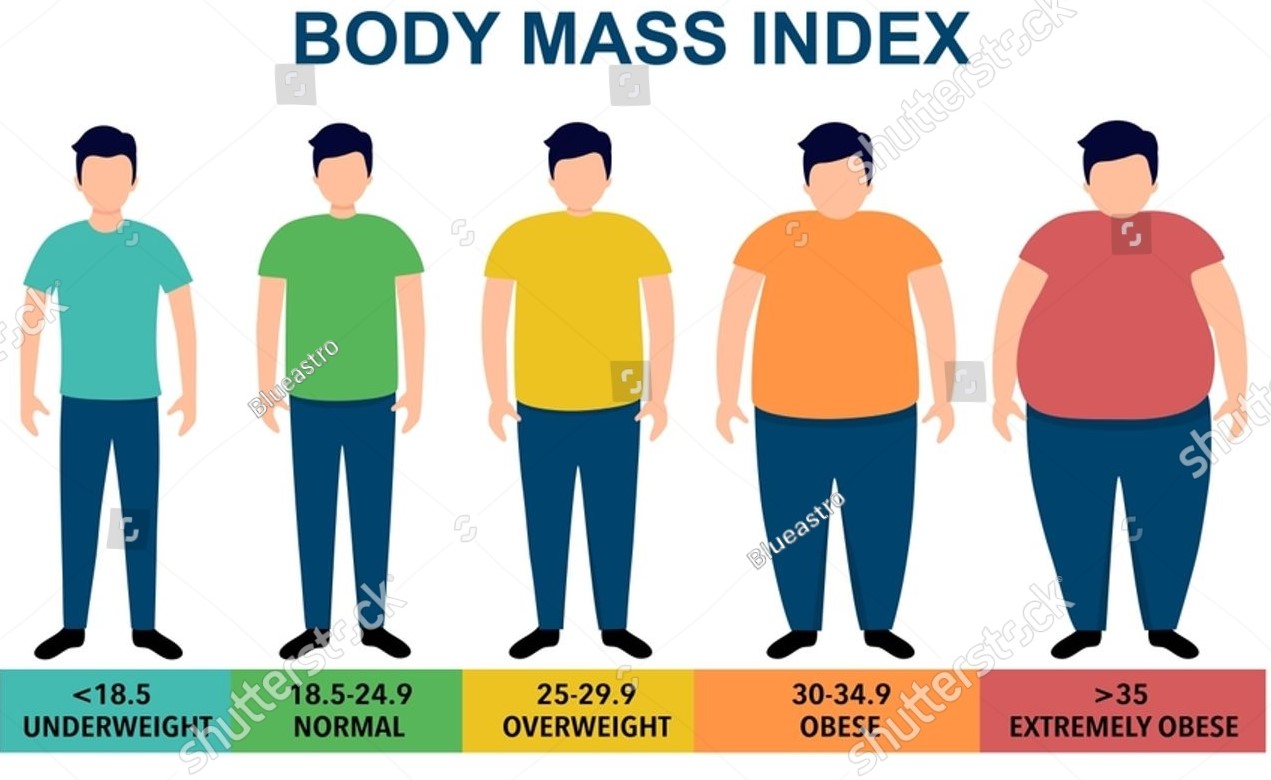 BODY MASS INDEX
shutterstock
shutterstock
Blueastro
shutterstock
Blueastro
shutterstock
shutterstock
<18.5
UNDERWEIGHT
18.5-24.9
NORMAL
25-29.9
OVERWEIGHT
30-34.9
OBESE
>35
EXTREMELY OBESE